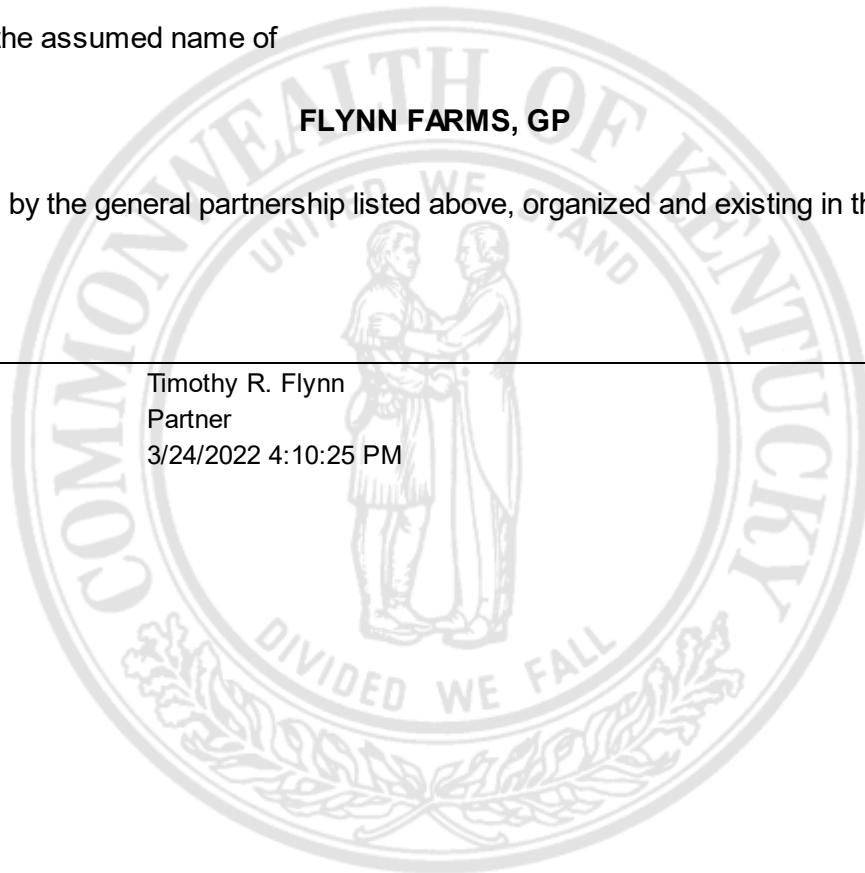 the assumed name of
FLYNN FARMS, GP
by the general partnership listed above, organized and existing in th
Timothy R. Flynn
Partner
3/24/2022 4:10:25 PM
COMMONWEALTH OF KENTUCKY
UNITED WE STAND
DIVIDED WE FALL